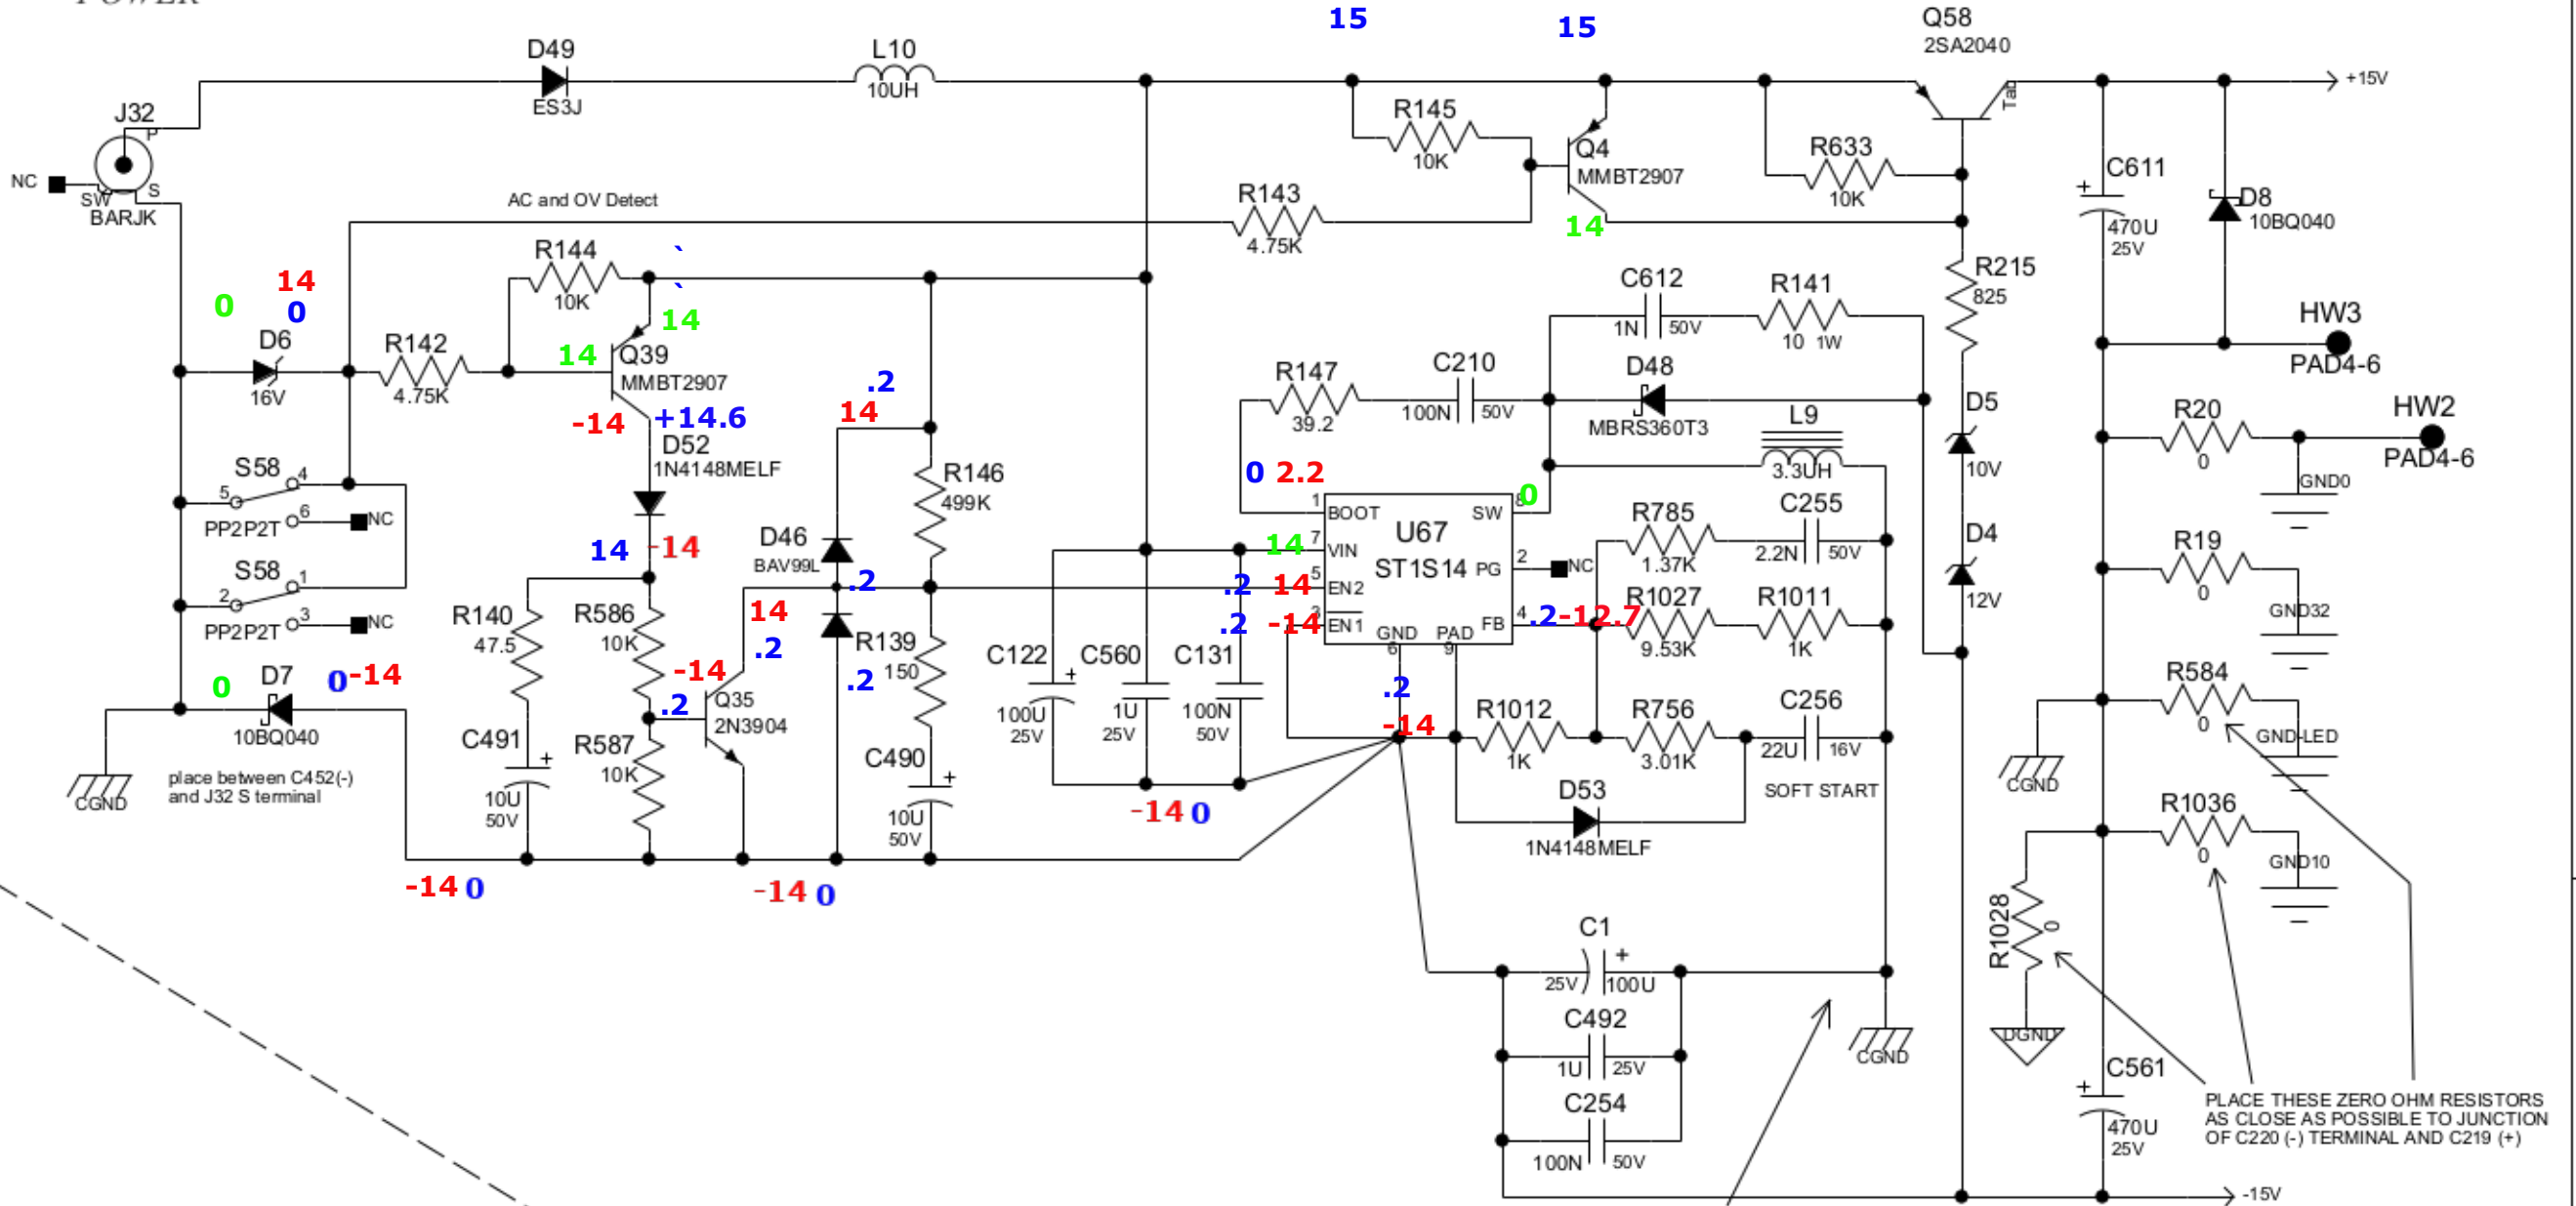 POWER
15
15
Q58
2SA2040
D49
ES3J
L10
10UH
+15V
Tab
J32
P
NC
SW
S
BARJK
R145
10K
Q4
MMBT2907
R633
10K
C611
+
470U
25V
D8
10BQ040
AC and OV Detect
R143
4.75K
14
R144
10K
`
`
14
0
14
0
D6
16V
R142
4.75K
14
Q39
MMBT2907
-14
+14.6
D52
1N4148MELF
.2
14
C612
1N
50V
R141
10 1W
R215
825
HW3
PAD4-6
R147
39.2
C210
100N
50V
D48
MBRS360T3
L9
3.3UH
D5
10V
R20
0
HW2
PAD4-6
GND0
S58
4
5
6
PP2P2T
NC
R146
499K
0 2.2
0
1
BOOT
SW
8
U67
ST1S14
14
7
VIN
PG
2
NC
.2 14
5
EN2
.2 -14
3
EN1
GND
PAD
FB
4
.2 -12.7
6
9
R785
1.37K
C255
2.2N
50V
D4
12V
R19
0
GND32
14 -14
D46
BAV99L
.2
S58
1
2
3
PP2P2T
NC
R140
47.5
R586
10K
14
.2
R139
150
.2
R1027
9.53K
R1011
1K
C122
+
100U
25V
C560
1U
25V
C131
100N
50V
0
D7
0 -14
10BQ040
-14
.2
Q35
2N3904
.2
-14
R1012
1K
R756
3.01K
C256
22U
16V
SOFT START
R584
0
GND-LED
CGND
place between C452(-)
and J32 S terminal
CGND
C491
+
10U
50V
R587
10K
C490
+
10U
50V
-14 0
D53
1N4148MELF
R1036
0
GND10
-14 0
-14 0
R1028
0
DGND
C1
+
25V
100U
C492
1U
25V
C254
100N
50V
CGND
C561
+
470U
25V
PLACE THESE ZERO OHM RESISTORS
AS CLOSE AS POSSIBLE TO JUNCTION
OF C220 (-) TERMINAL AND C219 (+)
-15V